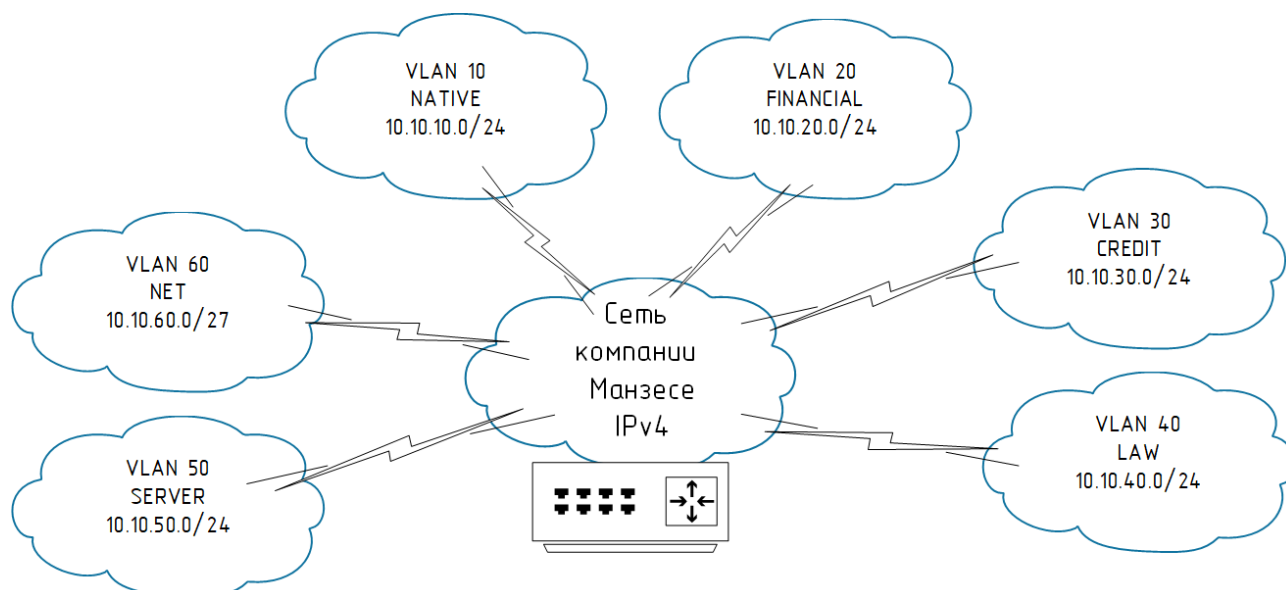 VLAN 10
NATIVE
10.10.10.0/24
VLAN 20
FINANCIAL
10.10.20.0/24
VLAN 30
CREDIT
10.10.30.0/24
VLAN 60
NET
10.10.60.0/27
Сеть
компании
Манзесе
IPv4
VLAN 40
LAW
10.10.40.0/24
VLAN 50
SERVER
10.10.50.0/24